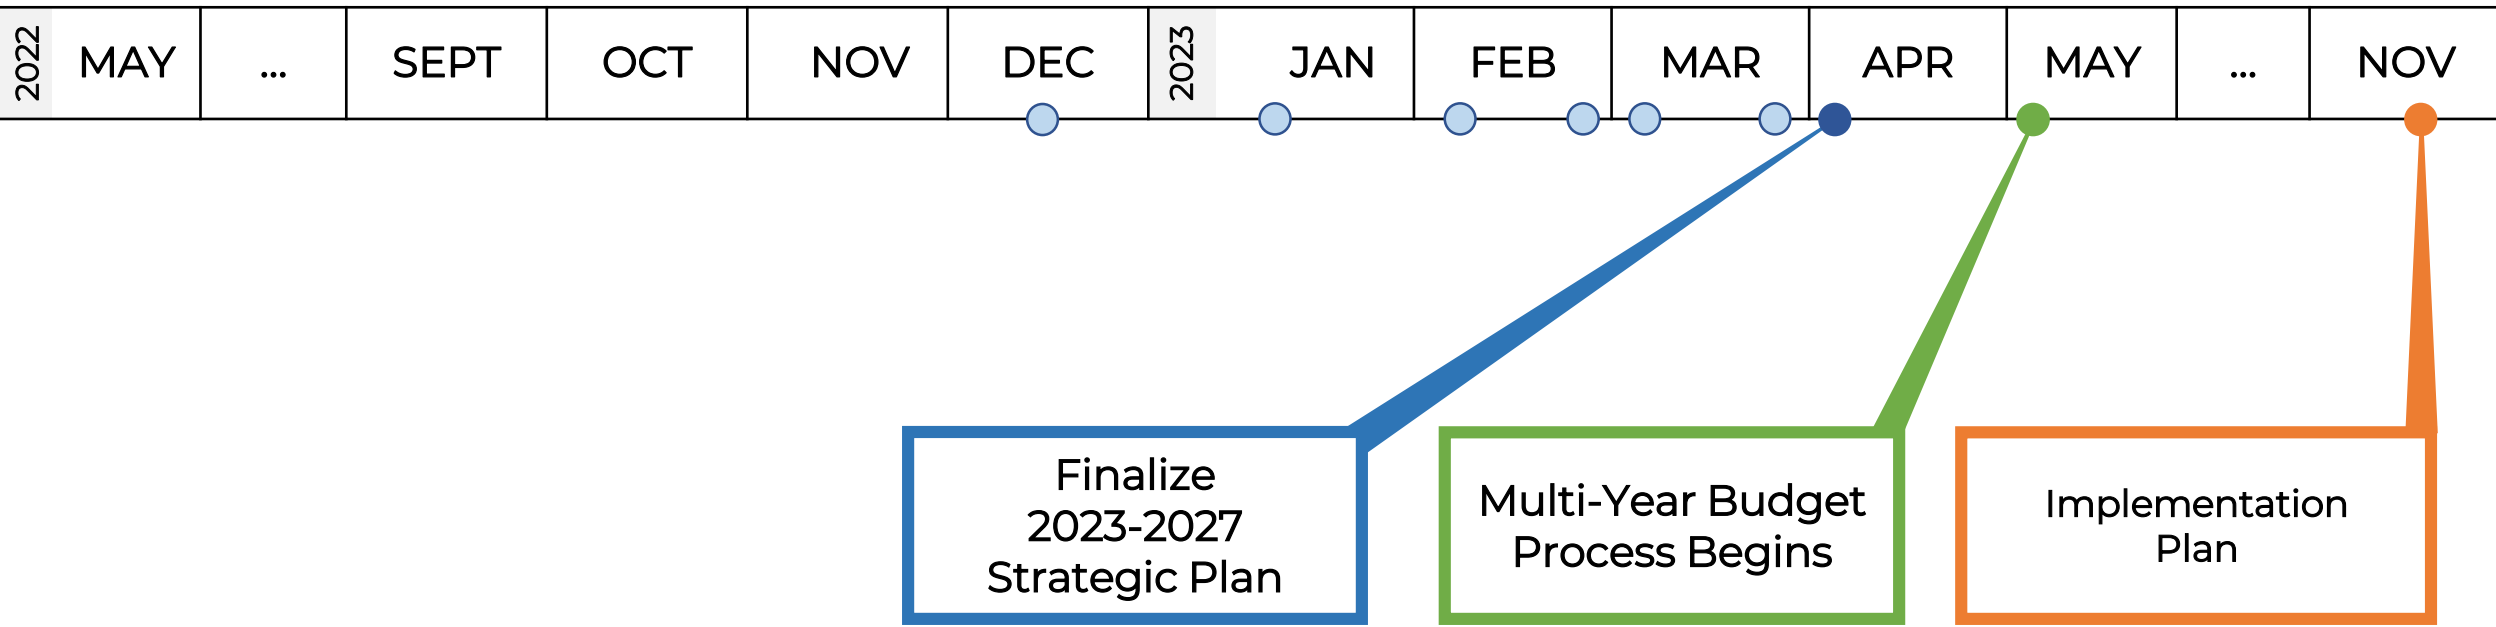 2022
MAY
...
SEPT
OCT
NOV
DEC
2023
JAN
FEB
MAR
APR
MAY
...
NOV
Finalize
2023-2027
Strategic Plan
Multi-Year Budget
Process Begins
Implementation
Plan